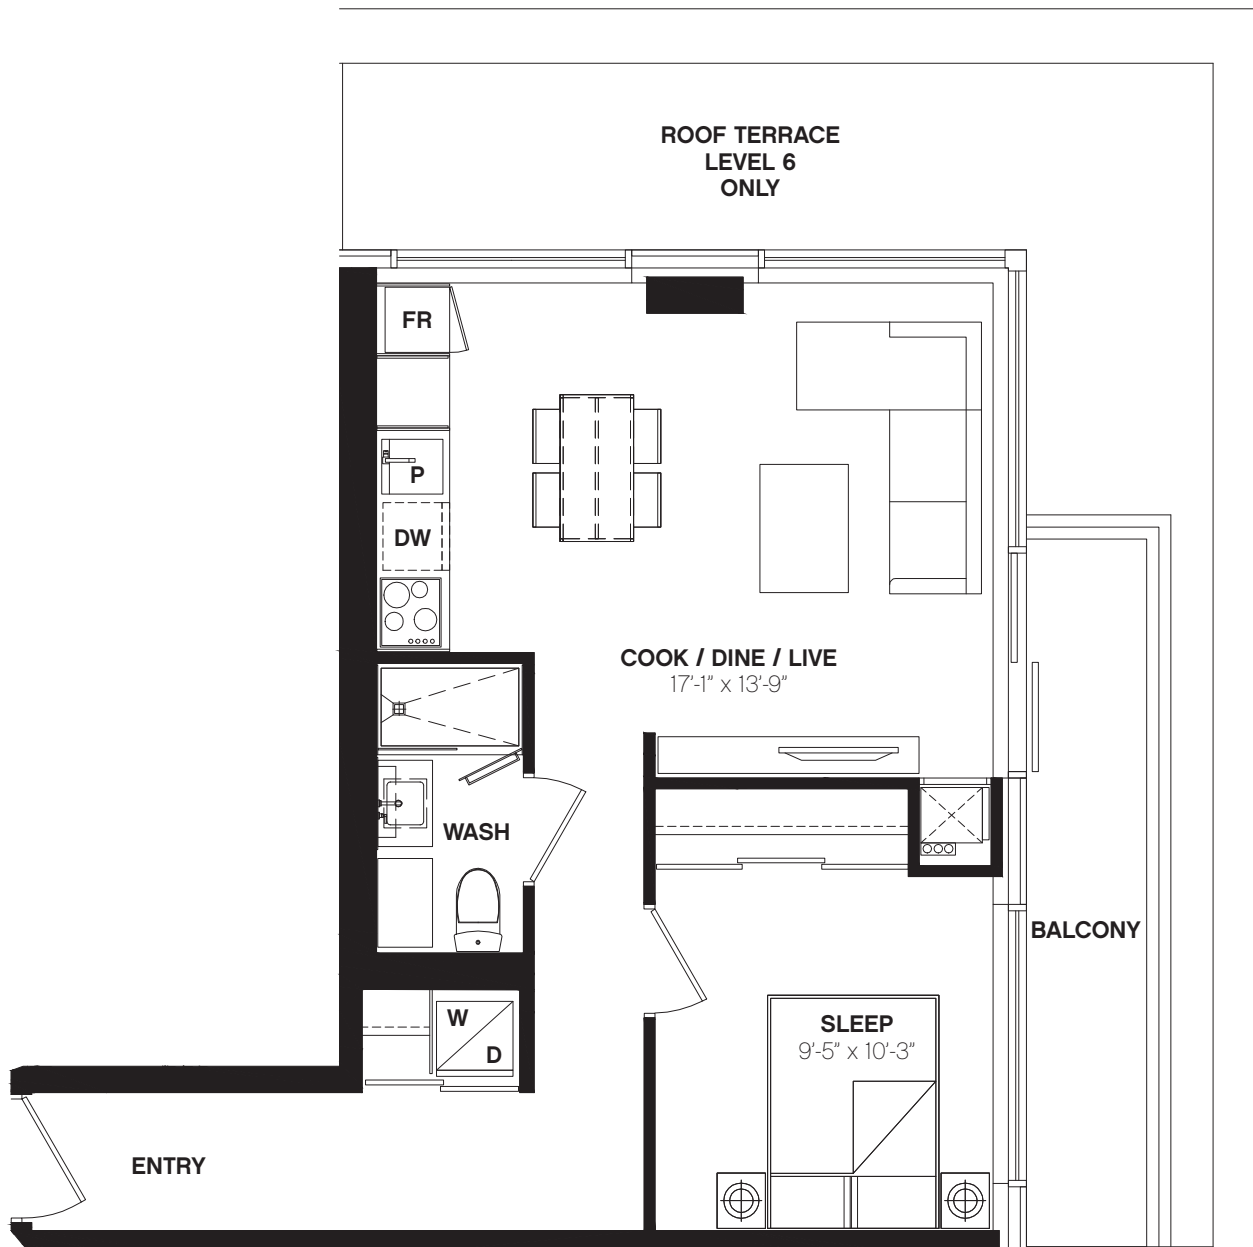 ROOF TERRACE
LEVEL 6
ONLY
FR
P
DW
COOK / DINE / LIVE
17'-1" x 13'-9"
WASH
BALCONY
W
D
SLEEP
9'-5" x 10'-3"
ENTRY